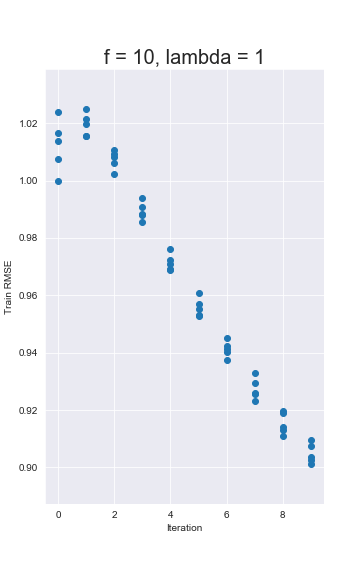 f = 10, lambda = 1
Train RMSE
1.02
1.00
0.98
0.96
0.94
0.92
0.90
0 2 4 6 8
Iteration